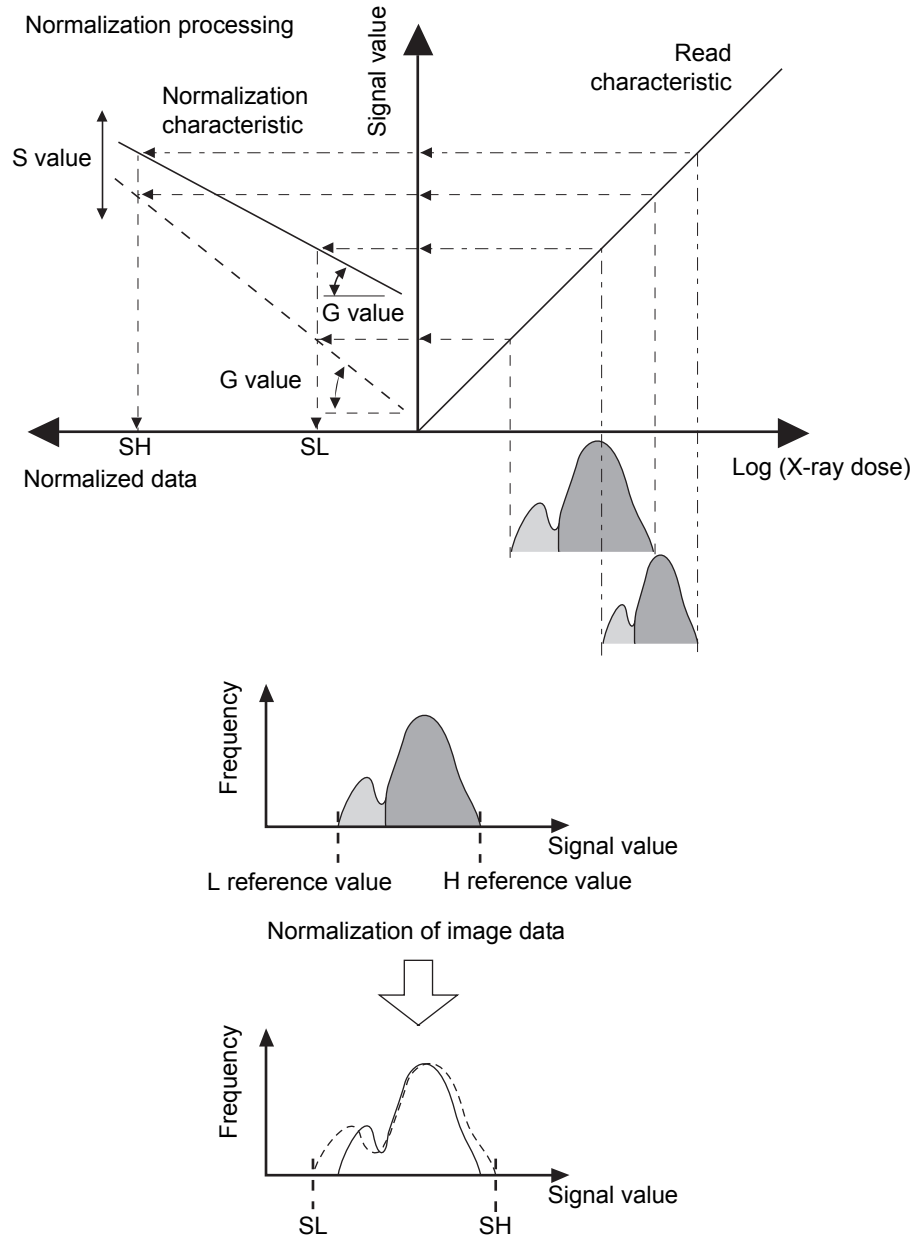 Normalization processing
Signal value
Read
characteristic
Normalization
characteristic
S value
G value
G value
SH
SL
Normalized data
Log (X-ray dose)
Frequency
Signal value
L reference value
H reference value
Normalization of image data
Frequency
Signal value
SL
SH